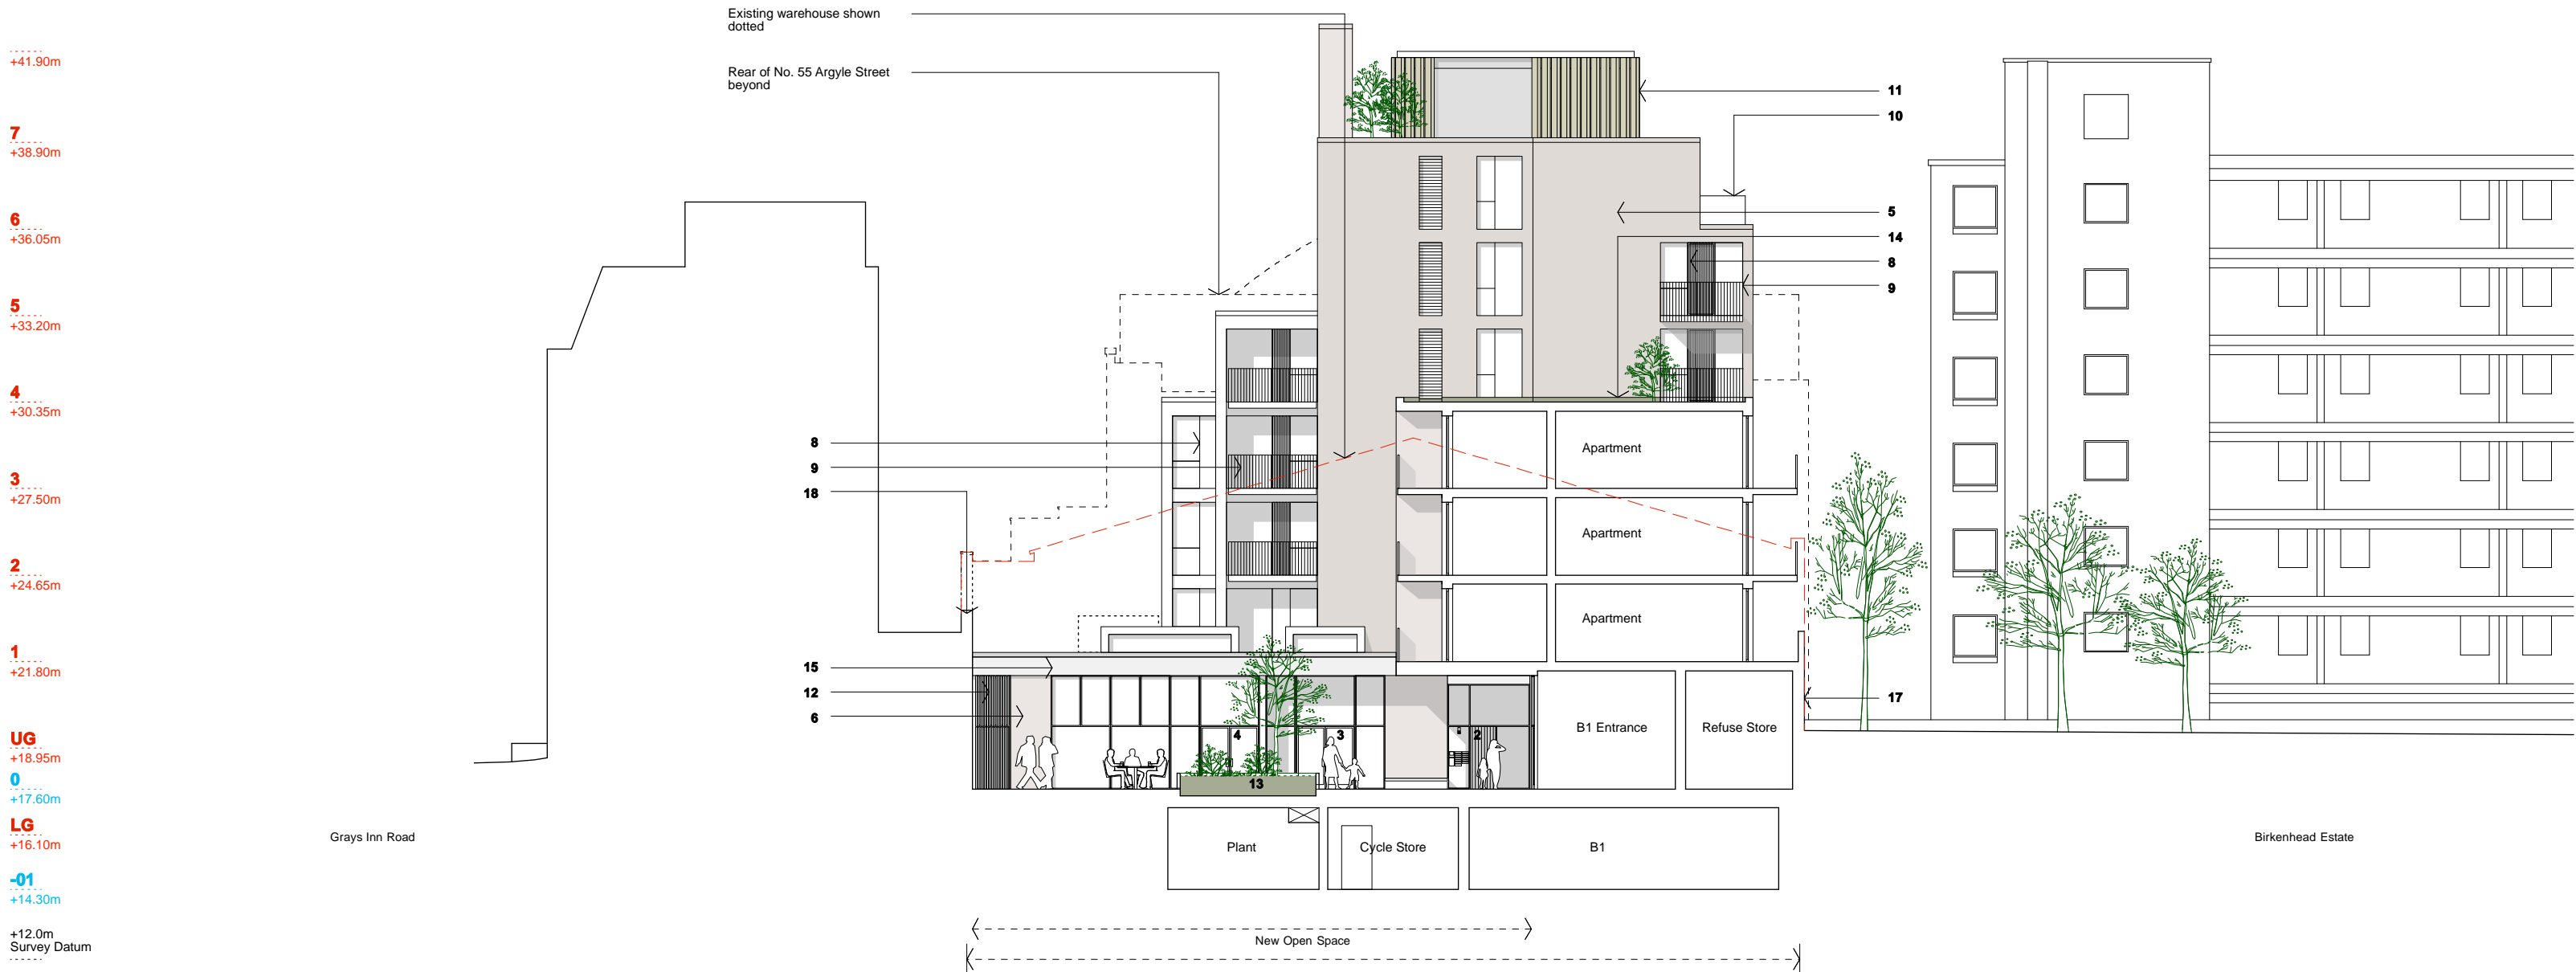 Existing warehouse shown
dotted
Rear of No. 55 Argyle Street
beyond
+41.90m
7
+38.90m
6
+36.05m
5
+33.20m
4
+30.35m
3
+27.50m
2
+24.65m
1
+21.80m
UG
+18.95m
0
+17.60m
LG
+16.10m
-01
+14.30m
+12.0m
Survey Datum
11
10
5
14
8
9
8
9
18
15
12
6
17
Apartment
Apartment
Apartment
B1 Entrance
Refuse Store
4
3
2
13
Plant
Cycle Store
B1
Grays Inn Road
Birkenhead Estate
New Open Space